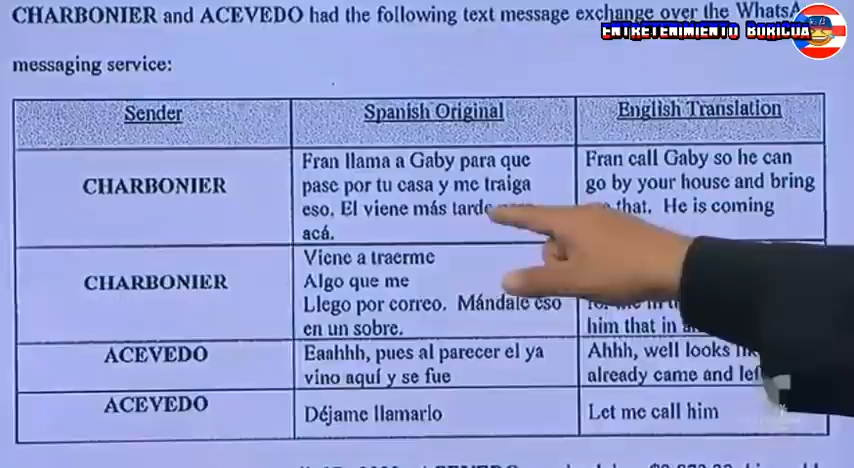 CHARBONIER and ACEVEDO had the following text message exchange over the WhatsA
ENTRETENIMIENTO BORICUA
messaging service:
Sender
Spanish Original
English Translation
CHARBONIER
Fran llama a Gaby para que
pase por tu casa y me traiga
eso. El viene más tarde
acá.
Fran call Gaby so he can
go by your house and bring
that. He is coming
CHARBONIER
Viene a traerme
Algo que me
Llego por correo. Mándale eso
en un sobre.
for me in
him that in
ACEVEDO
Eaahhh, pues al parecer el ya
vino aquí y se fue
Ahhh, well looks
already came and
ACEVEDO
Déjame llamarlo
Let me call him